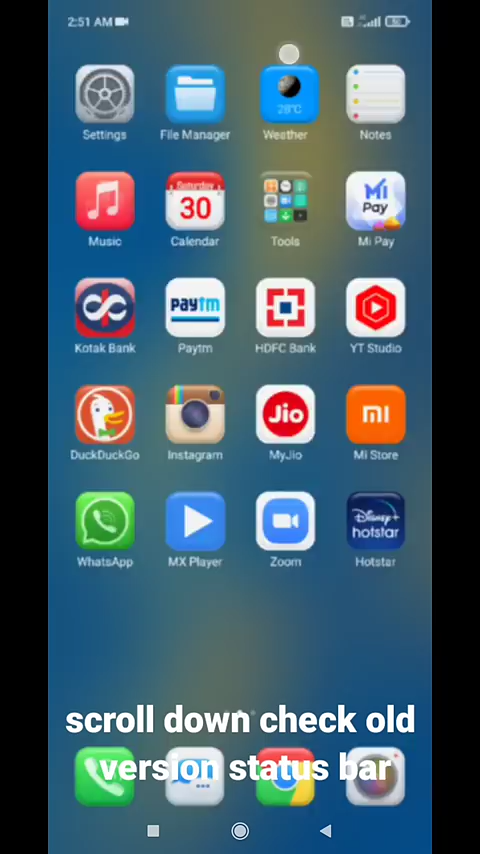 2:51 AM
28°C
Settings
File Manager
Weather
Notes
Saturday
30
Mi
Pay
Music
Calendar
Tools
Mi Pay
paytm
Kotak Bank
Paytm
HDFC Bank
YT Studio
Jio
mi
DuckDuckGo
Instagram
MyJio
Mi Store
Disney+
hotstar
WhatsApp
MX Player
Zoom
Hotstar
scroll down check old
version status bar